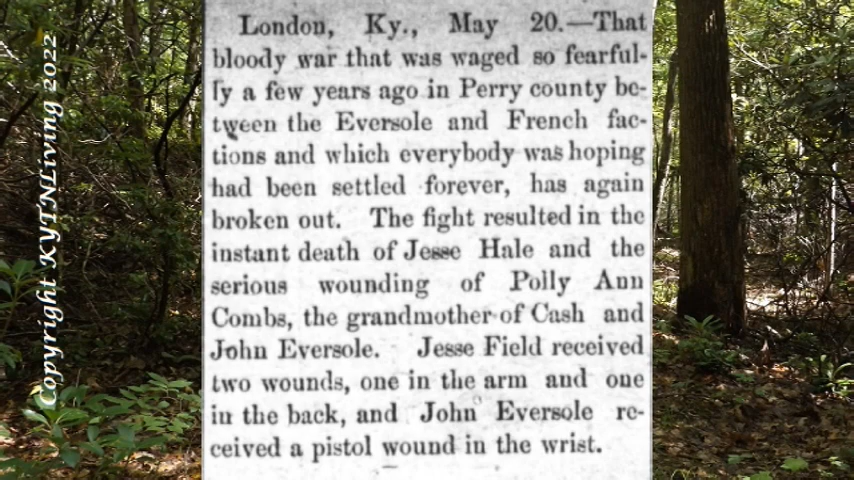 London, Ky., May 20.—That
bloody war that was waged so fearful-
ly a few years ago in Perry county be-
tween the Eversole and French fac-
tions and which everybody was hoping
had been settled forever, has again
broken out. The fight resulted in the
instant death of Jesse Hale and the
serious wounding of Polly Ann
Combs, the grandmother of Cash and
John Eversole. Jesse Field received
two wounds, one in the arm and one
in the back, and John Eversole re-
ceived a pistol wound in the wrist.
Copyright KYTNLiving 2022